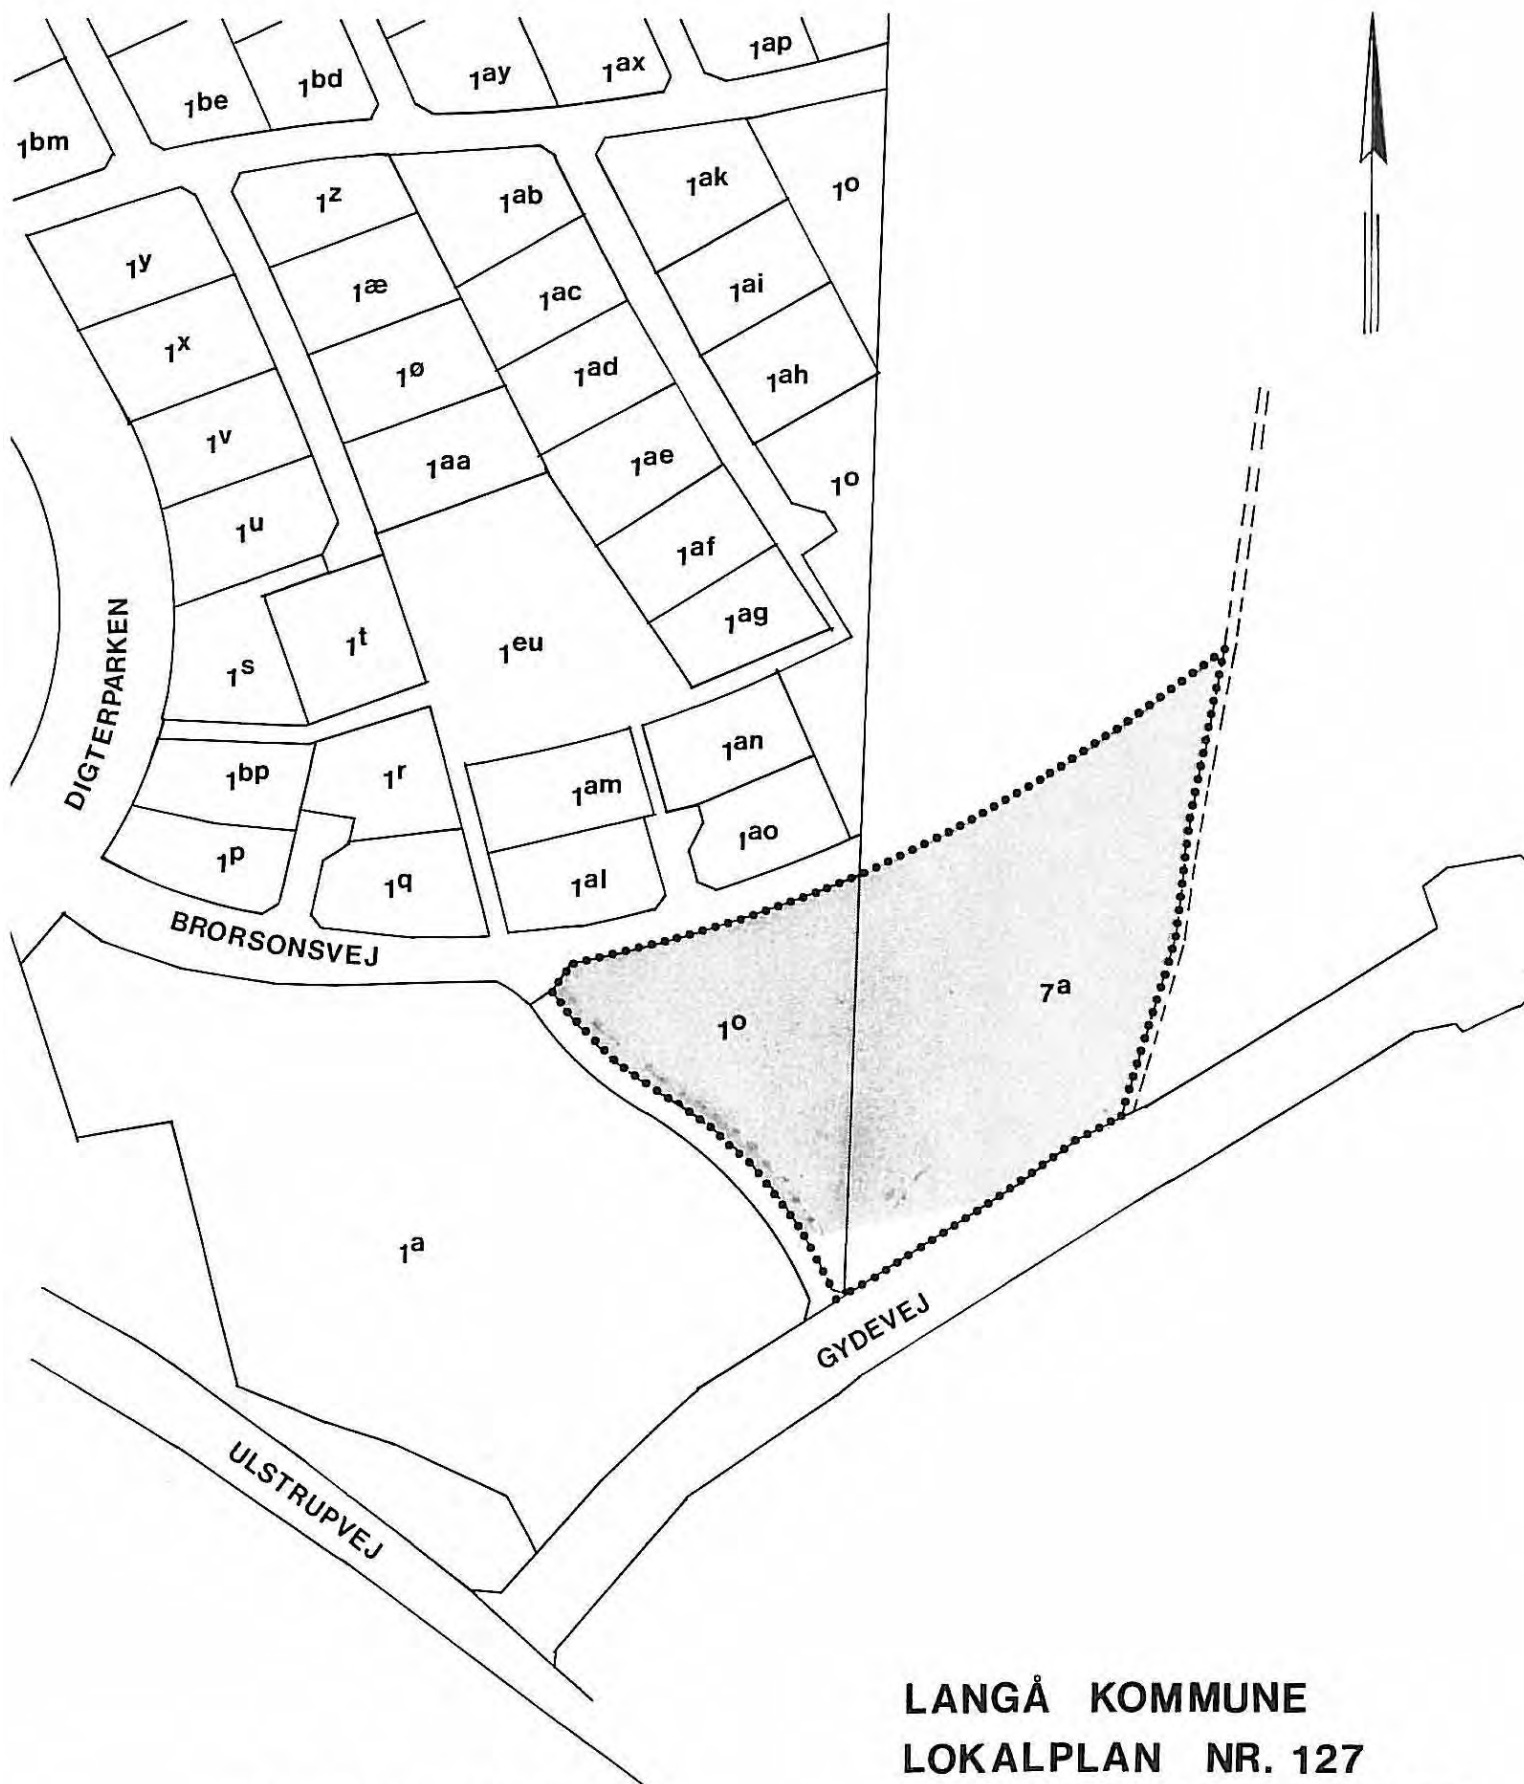 1ap
1ax
1ay
1bd
1be
1bm
1z
1ab
1ak
1o
1y
1æ
1ac
1ai
1x
1ø
1ad
1ah
1v
1aa
1ae
1o
1u
1af
1ag
1t
1eu
1s
DIGTERPARKEN
1an
1bp
1r
1am
1ao
1p
1q
1al
BRORSONSVEJ
7a
1o
1a
GYDEVEJ
ULSTRUPVEJ
LANGÅ KOMMUNE
LOKALPLAN NR. 127